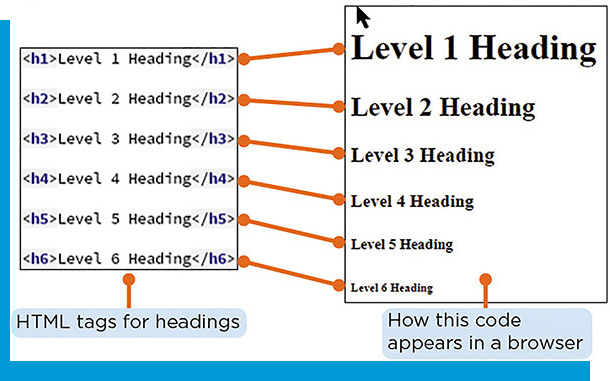 <h1>Level 1 Heading</h1>
<h2>Level 2 Heading</h2>
<h3>Level 3 Heading</h3>
<h4>Level 4 Heading</h4>
<h5>Level 5 Heading</h5>
<h6>Level 6 Heading</h6>
HTML tags for headings
Level 1 Heading
Level 2 Heading
Level 3 Heading
Level 4 Heading
Level 5 Heading
Level 6 Heading
How this code
appears in a browser